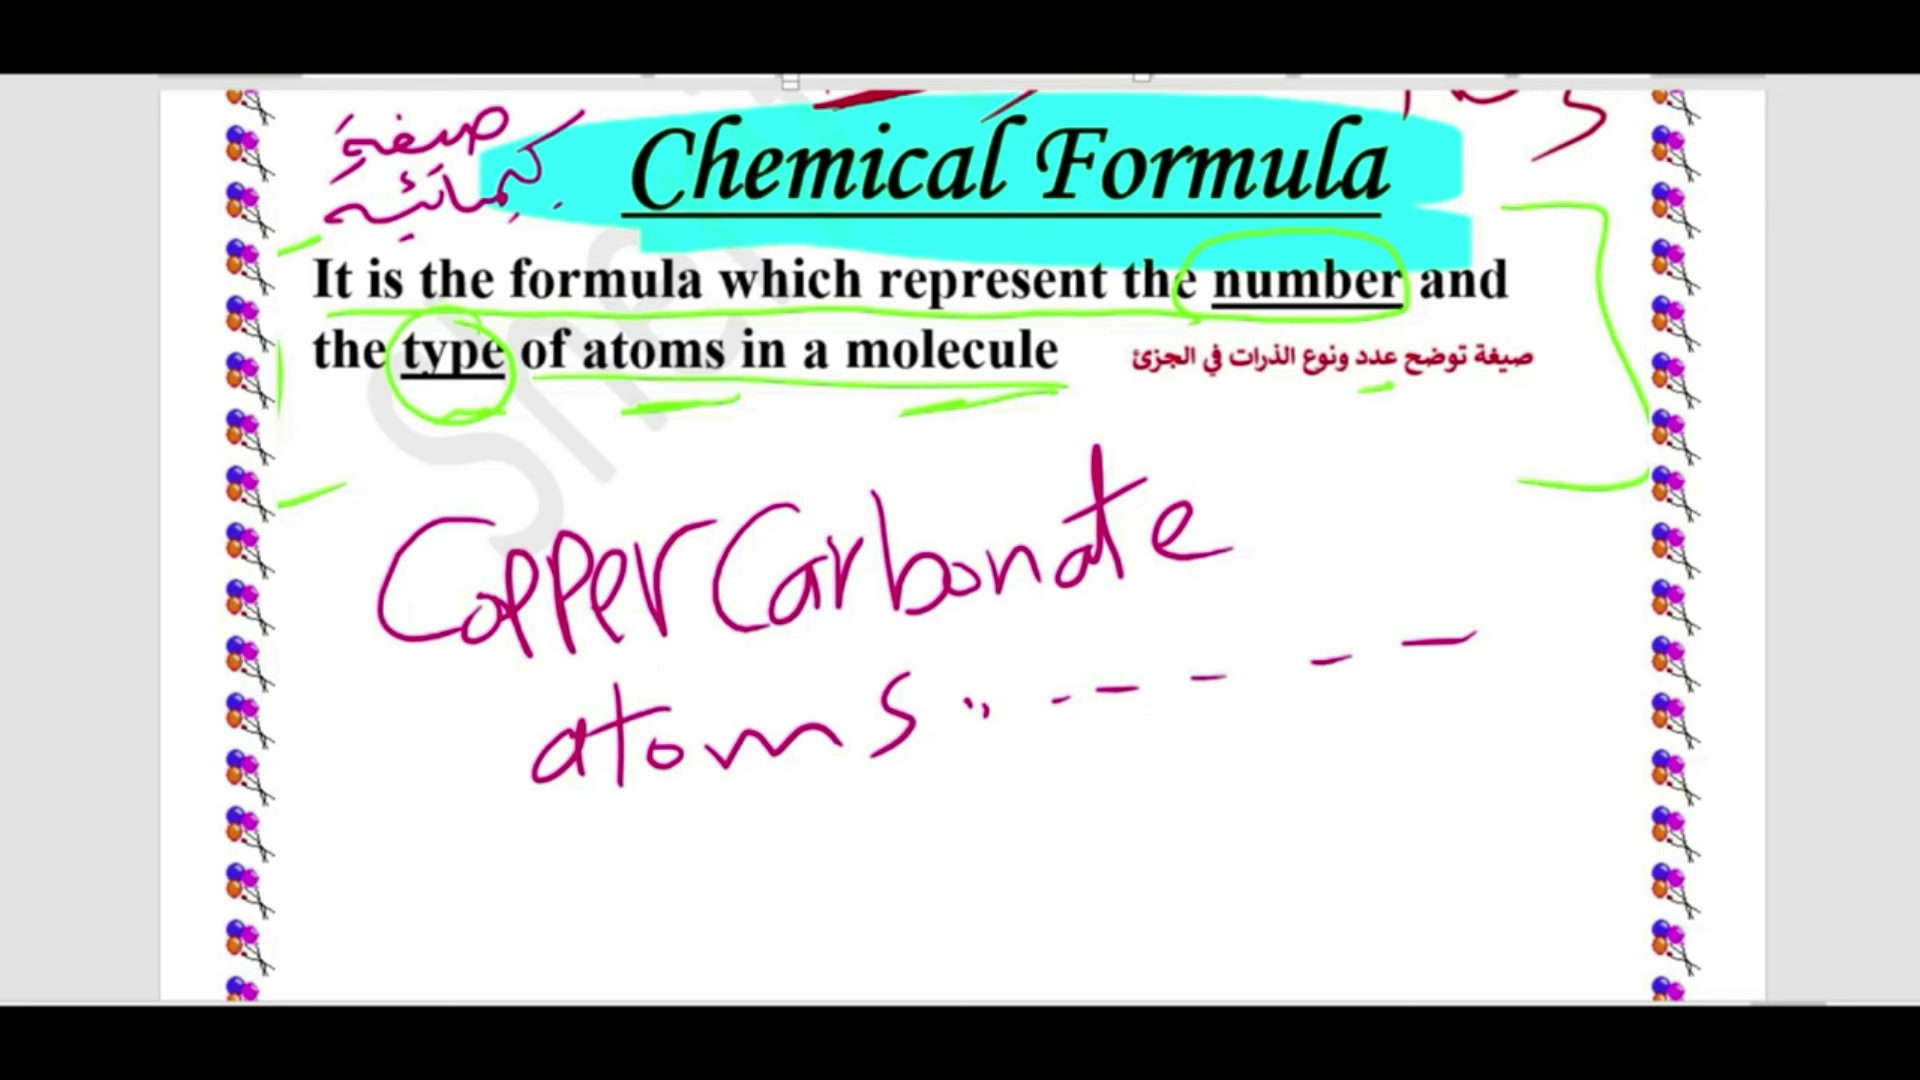 Chemical Formula
صيغة
كيميائية
It is the formula which represent the number and
the type of atoms in a molecule
صيغة توضح عدد ونوع الذرات في الجزئ
Copper Carbonate
atoms